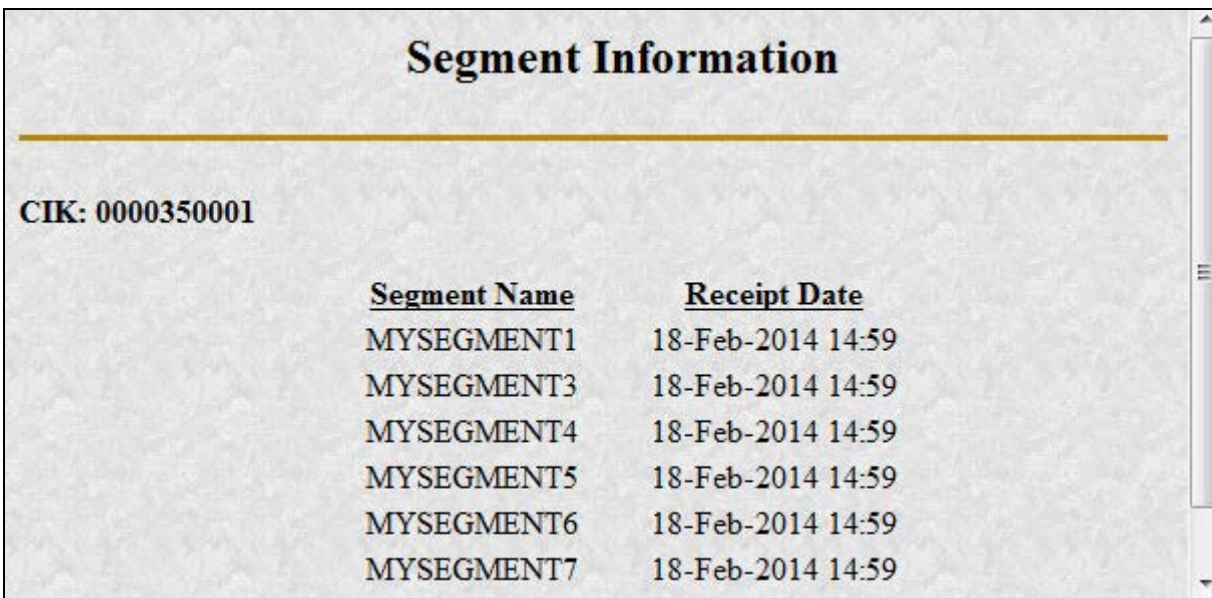 Segment Information
CIK: 0000350001
Segment Name Receipt Date
MYSEGMENT1 18-Feb-2014 14:59
MYSEGMENT3 18-Feb-2014 14:59
MYSEGMENT4 18-Feb-2014 14:59
MYSEGMENT5 18-Feb-2014 14:59
MYSEGMENT6 18-Feb-2014 14:59
MYSEGMENT7 18-Feb-2014 14:59